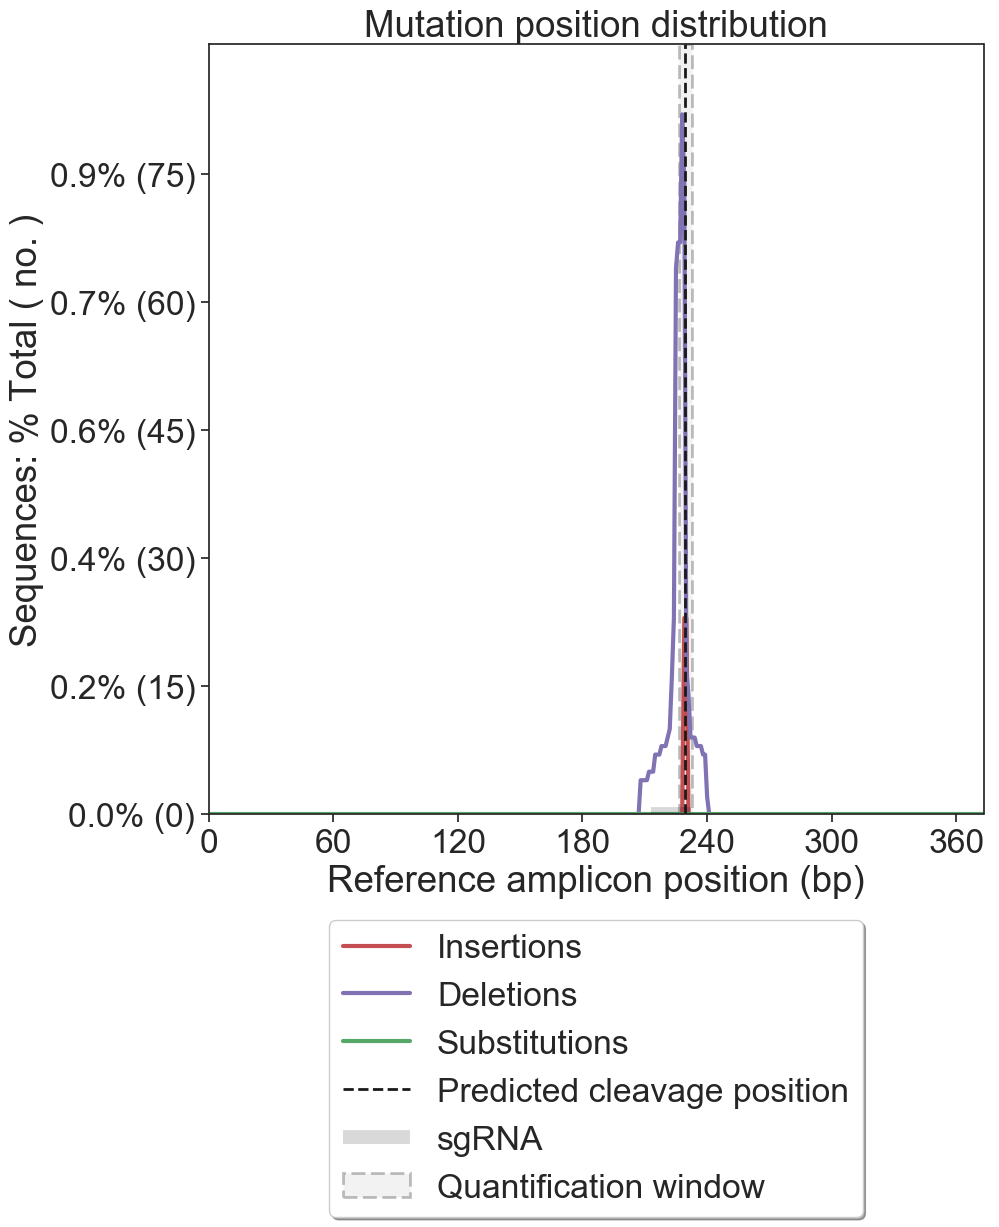 Mutation position distribution
Sequences: % Total ( no. )
0.9% (75)
0.7% (60)
0.6% (45)
0.4% (30)
0.2% (15)
0.0% (0)
0 60 120 180 240 300 360
Reference amplicon position (bp)
Insertions
Deletions
Substitutions
Predicted cleavage position
sgRNA
Quantification window